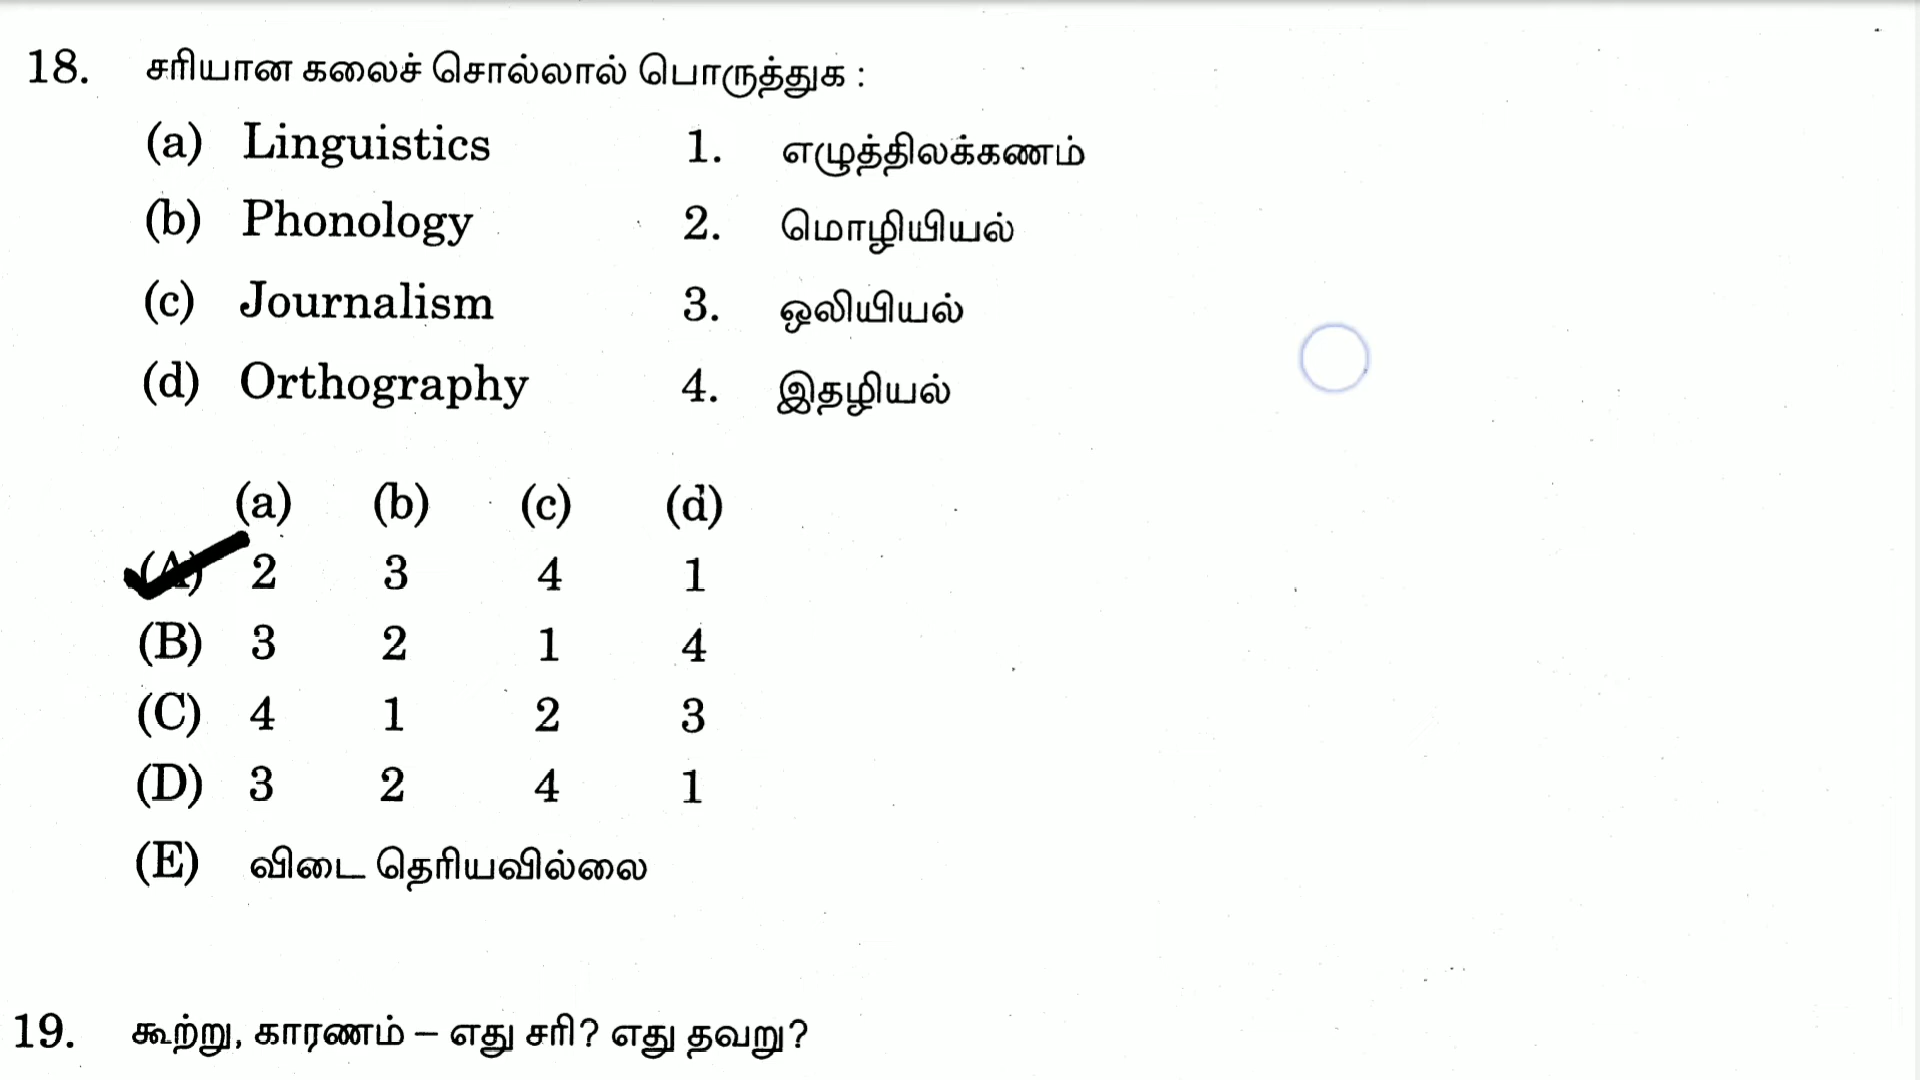 18. சரியான கலைச் சொல்லால் பொருத்துக :
(a) Linguistics 1. எழுத்திலக்கணம்
(b) Phonology 2. மொழியியல்
(c) Journalism 3. ஒலியியல்
(d) Orthography 4. இதழியல்
(a) (b) (c) (d)
(A) 2 3 4 1
(B) 3 2 1 4
(C) 4 1 2 3
(D) 3 2 4 1
(E) விடை தெரியவில்லை
19. கூற்று, காரணம் – எது சரி? எது தவறு?